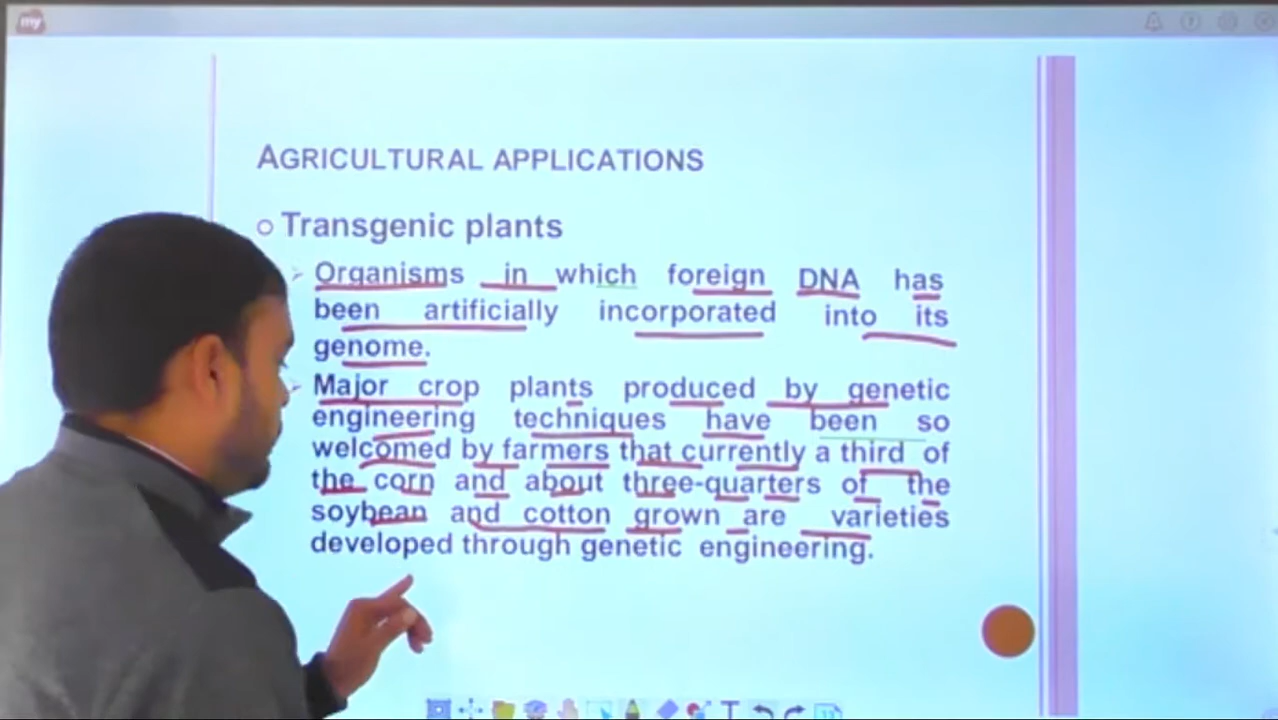 my
AGRICULTURAL APPLICATIONS
Transgenic plants
Organisms in which foreign DNA has
been artificially incorporated into its
genome.
Major crop plants produced by genetic
engineering techniques have been so
welcomed by farmers that currently a third of
the corn and about three-quarters of the
soybean and cotton grown are varieties
developed through genetic engineering.
T